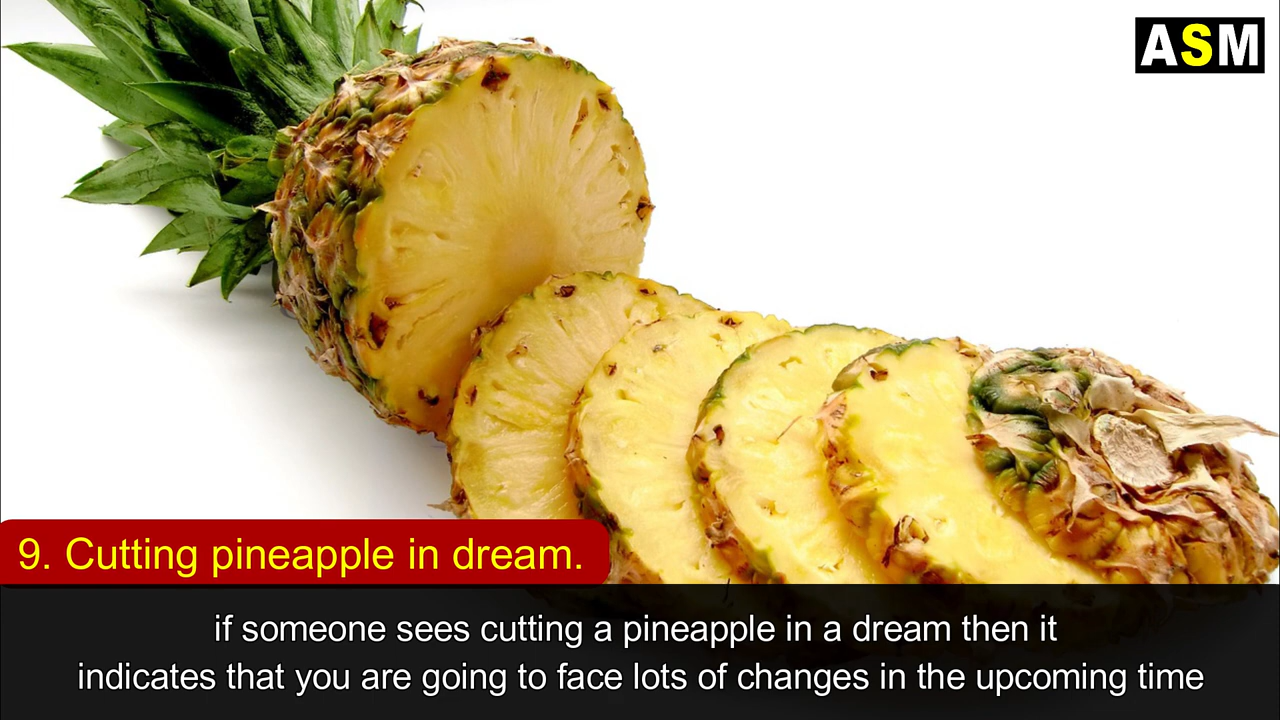 ASM
9. Cutting pineapple in dream.
if someone sees cutting a pineapple in a dream then it
indicates that you are going to face lots of changes in the upcoming time